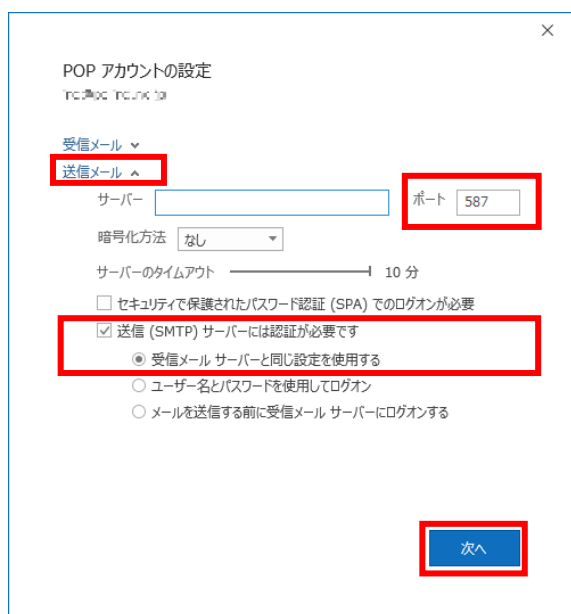 POP アカウントの設定
受信メール
送信メール
サーバー ポート 587
暗号化方法 なし
サーバーのタイムアウト 10 分
セキュリティで保護されたパスワード認証 (SPA) でのログオンが必要
送信 (SMTP) サーバーには認証が必要です
受信メール サーバーと同じ設定を使用する
ユーザー名とパスワードを使用してログオン
メールを送信する前に受信メール サーバーにログオンする
次へ